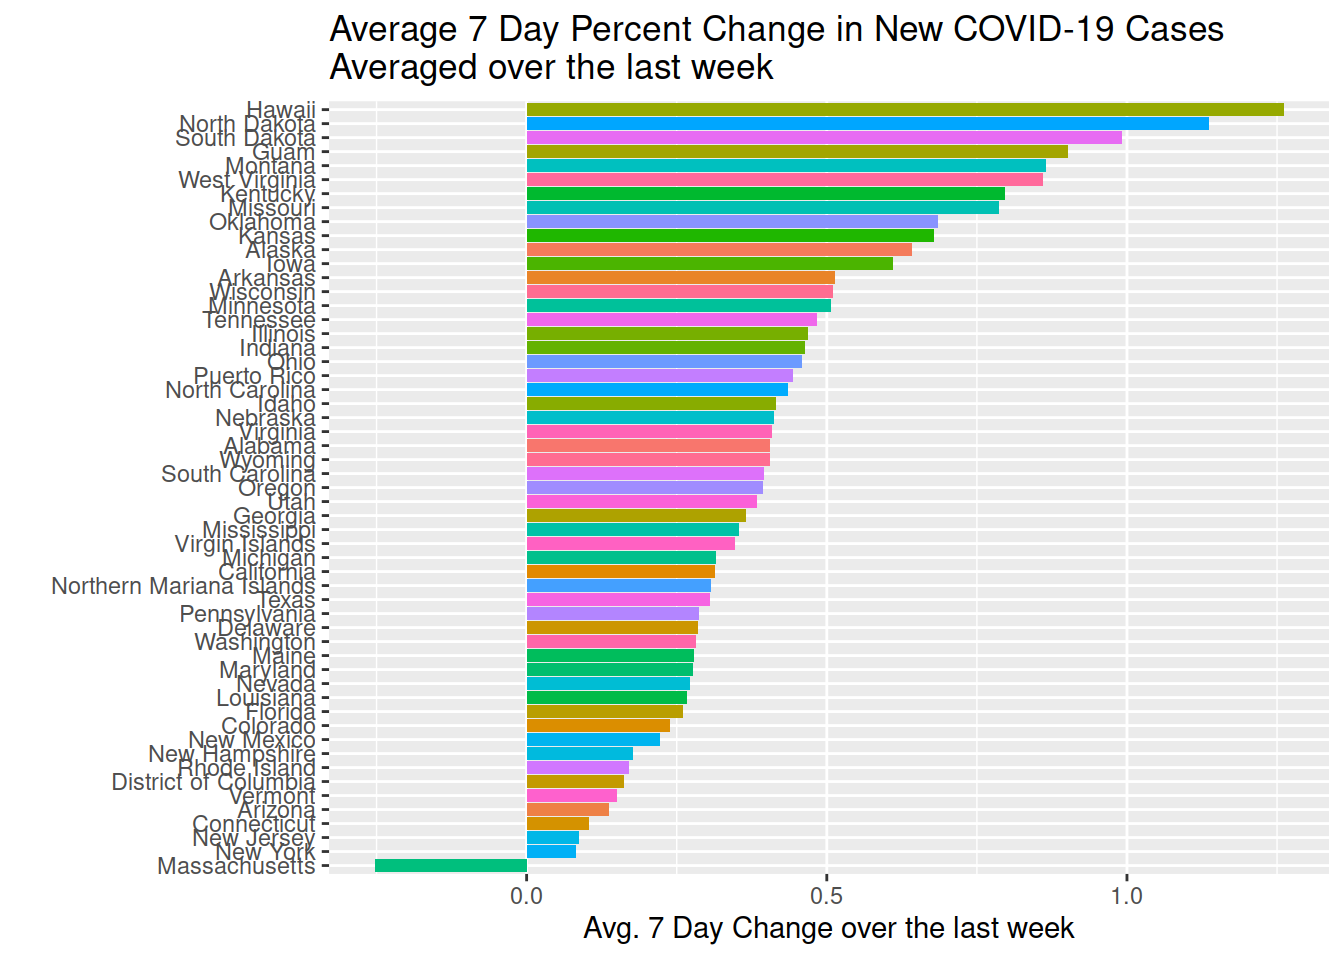 Average 7 Day Percent Change in New COVID-19 Cases
Averaged over the last week
Hawaii
North Dakota
South Dakota
Guam
Montana
West Virginia
Kentucky
Missouri
Oklahoma
Kansas
Alaska
Iowa
Arkansas
Wisconsin
Minnesota
Tennessee
Illinois
Indiana
Ohio
Puerto Rico
North Carolina
Idaho
Nebraska
Virginia
Alabama
Wyoming
South Carolina
Oregon
Utah
Georgia
Mississippi
Virgin Islands
Michigan
California
Northern Mariana Islands
Texas
Pennsylvania
Delaware
Washington
Maine
Maryland
Nevada
Louisiana
Florida
Colorado
New Mexico
New Hampshire
Rhode Island
District of Columbia
Vermont
Arizona
Connecticut
New Jersey
New York
Massachusetts
0.0 0.5 1.0
Avg. 7 Day Change over the last week